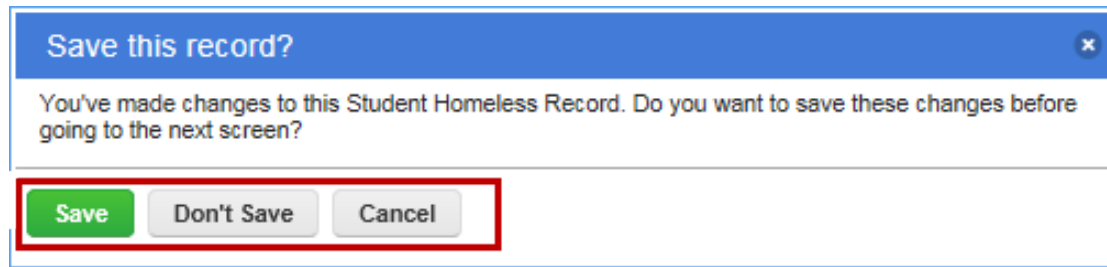 Save this record?
You've made changes to this Student Homeless Record. Do you want to save these changes before
going to the next screen?
Save Don't Save Cancel